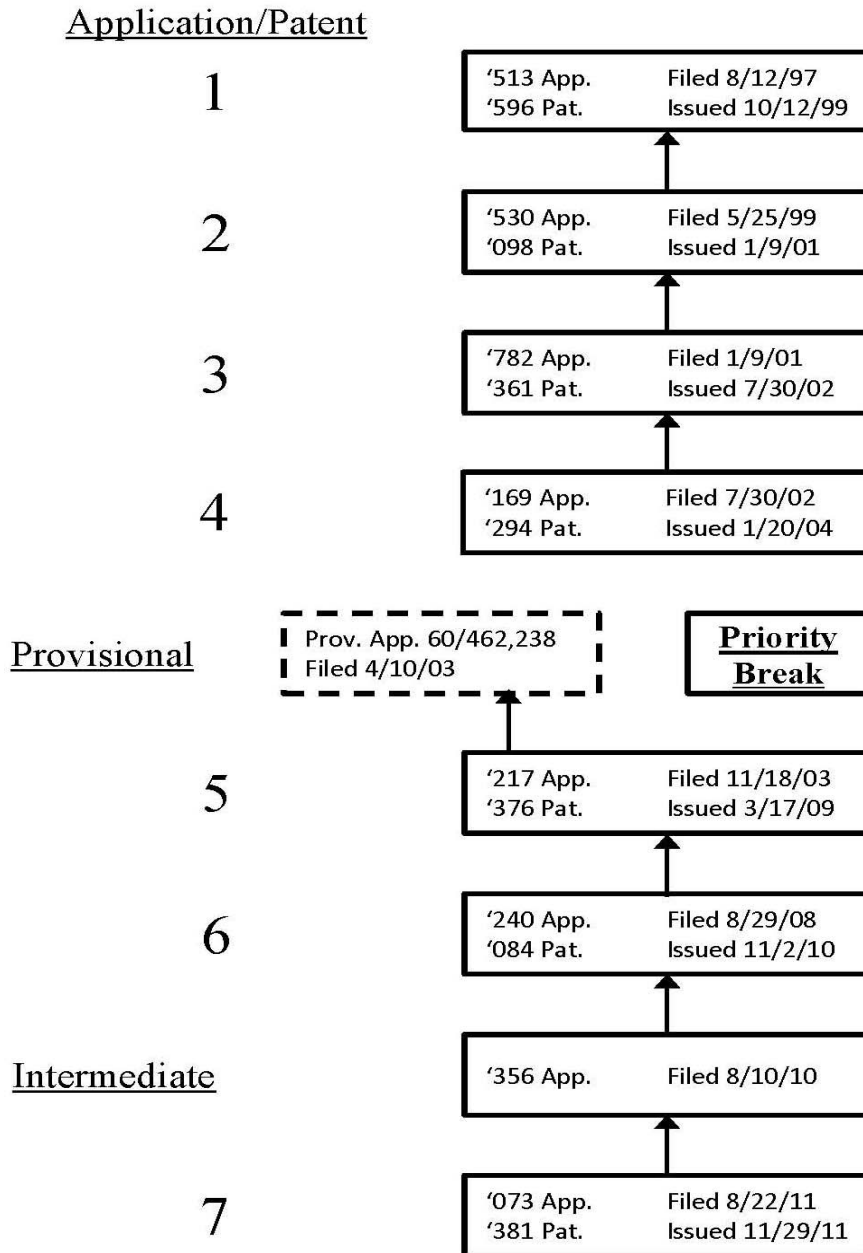 Application/Patent
1
‘513 App. Filed 8/12/97
‘596 Pat. Issued 10/12/99
2
‘530 App. Filed 5/25/99
‘098 Pat. Issued 1/9/01
3
‘782 App. Filed 1/9/01
‘361 Pat. Issued 7/30/02
4
‘169 App. Filed 7/30/02
‘294 Pat. Issued 1/20/04
Provisional
Prov. App. 60/462,238
Filed 4/10/03
Priority
Break
5
‘217 App. Filed 11/18/03
‘376 Pat. Issued 3/17/09
6
‘240 App. Filed 8/29/08
‘084 Pat. Issued 11/2/10
Intermediate
‘356 App. Filed 8/10/10
7
‘073 App. Filed 8/22/11
‘381 Pat. Issued 11/29/11